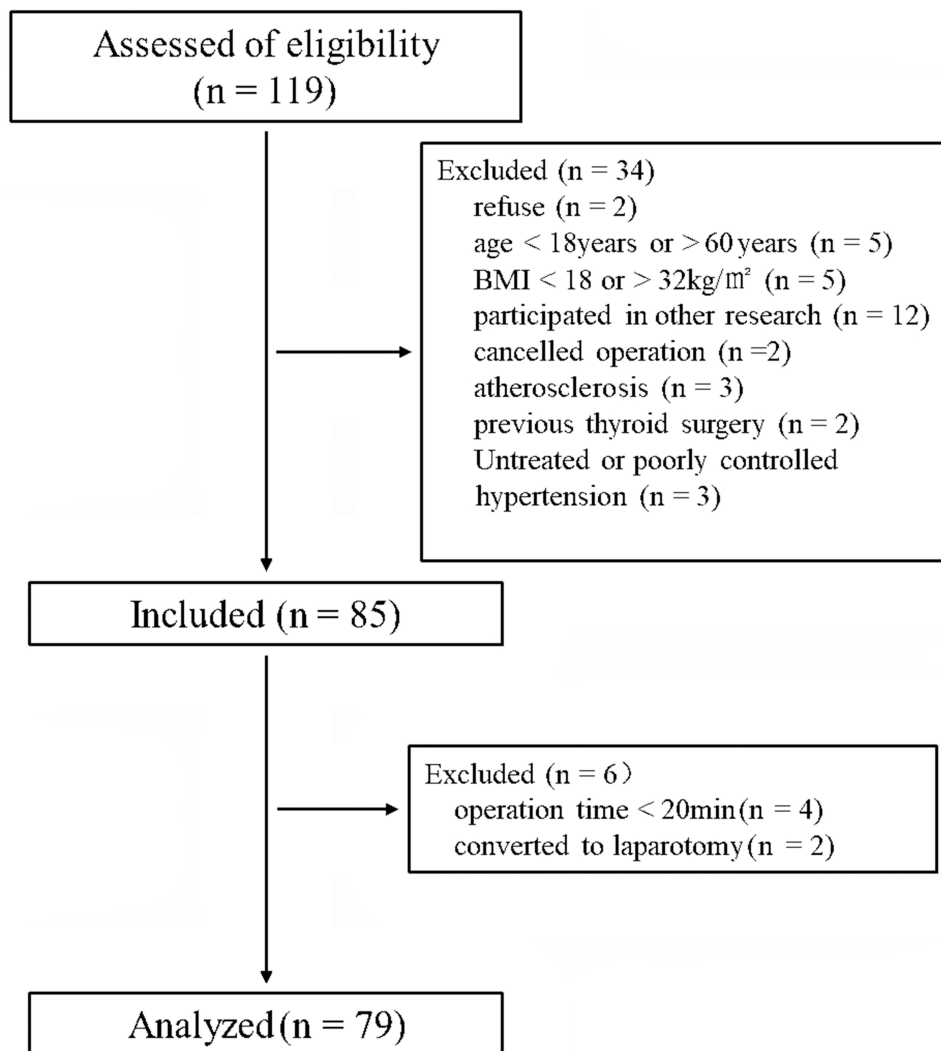 Assessed of eligibility
(n = 119)
Excluded (n = 34)
refuse (n = 2)
age < 18years or > 60 years (n = 5)
BMI < 18 or > 32kg/㎡ (n = 5)
participated in other research (n = 12)
cancelled operation (n =2)
atherosclerosis (n = 3)
previous thyroid surgery (n = 2)
Untreated or poorly controlled
hypertension (n = 3)
Included (n = 85)
Excluded (n = 6）
operation time < 20min(n = 4)
converted to laparotomy(n = 2)
Analyzed(n = 79)